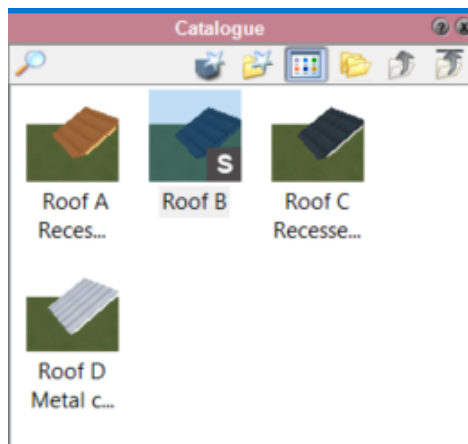 Catalogue
S
Roof A
Reces...
Roof B
Roof C
Recesse...
Roof D
Metal c...